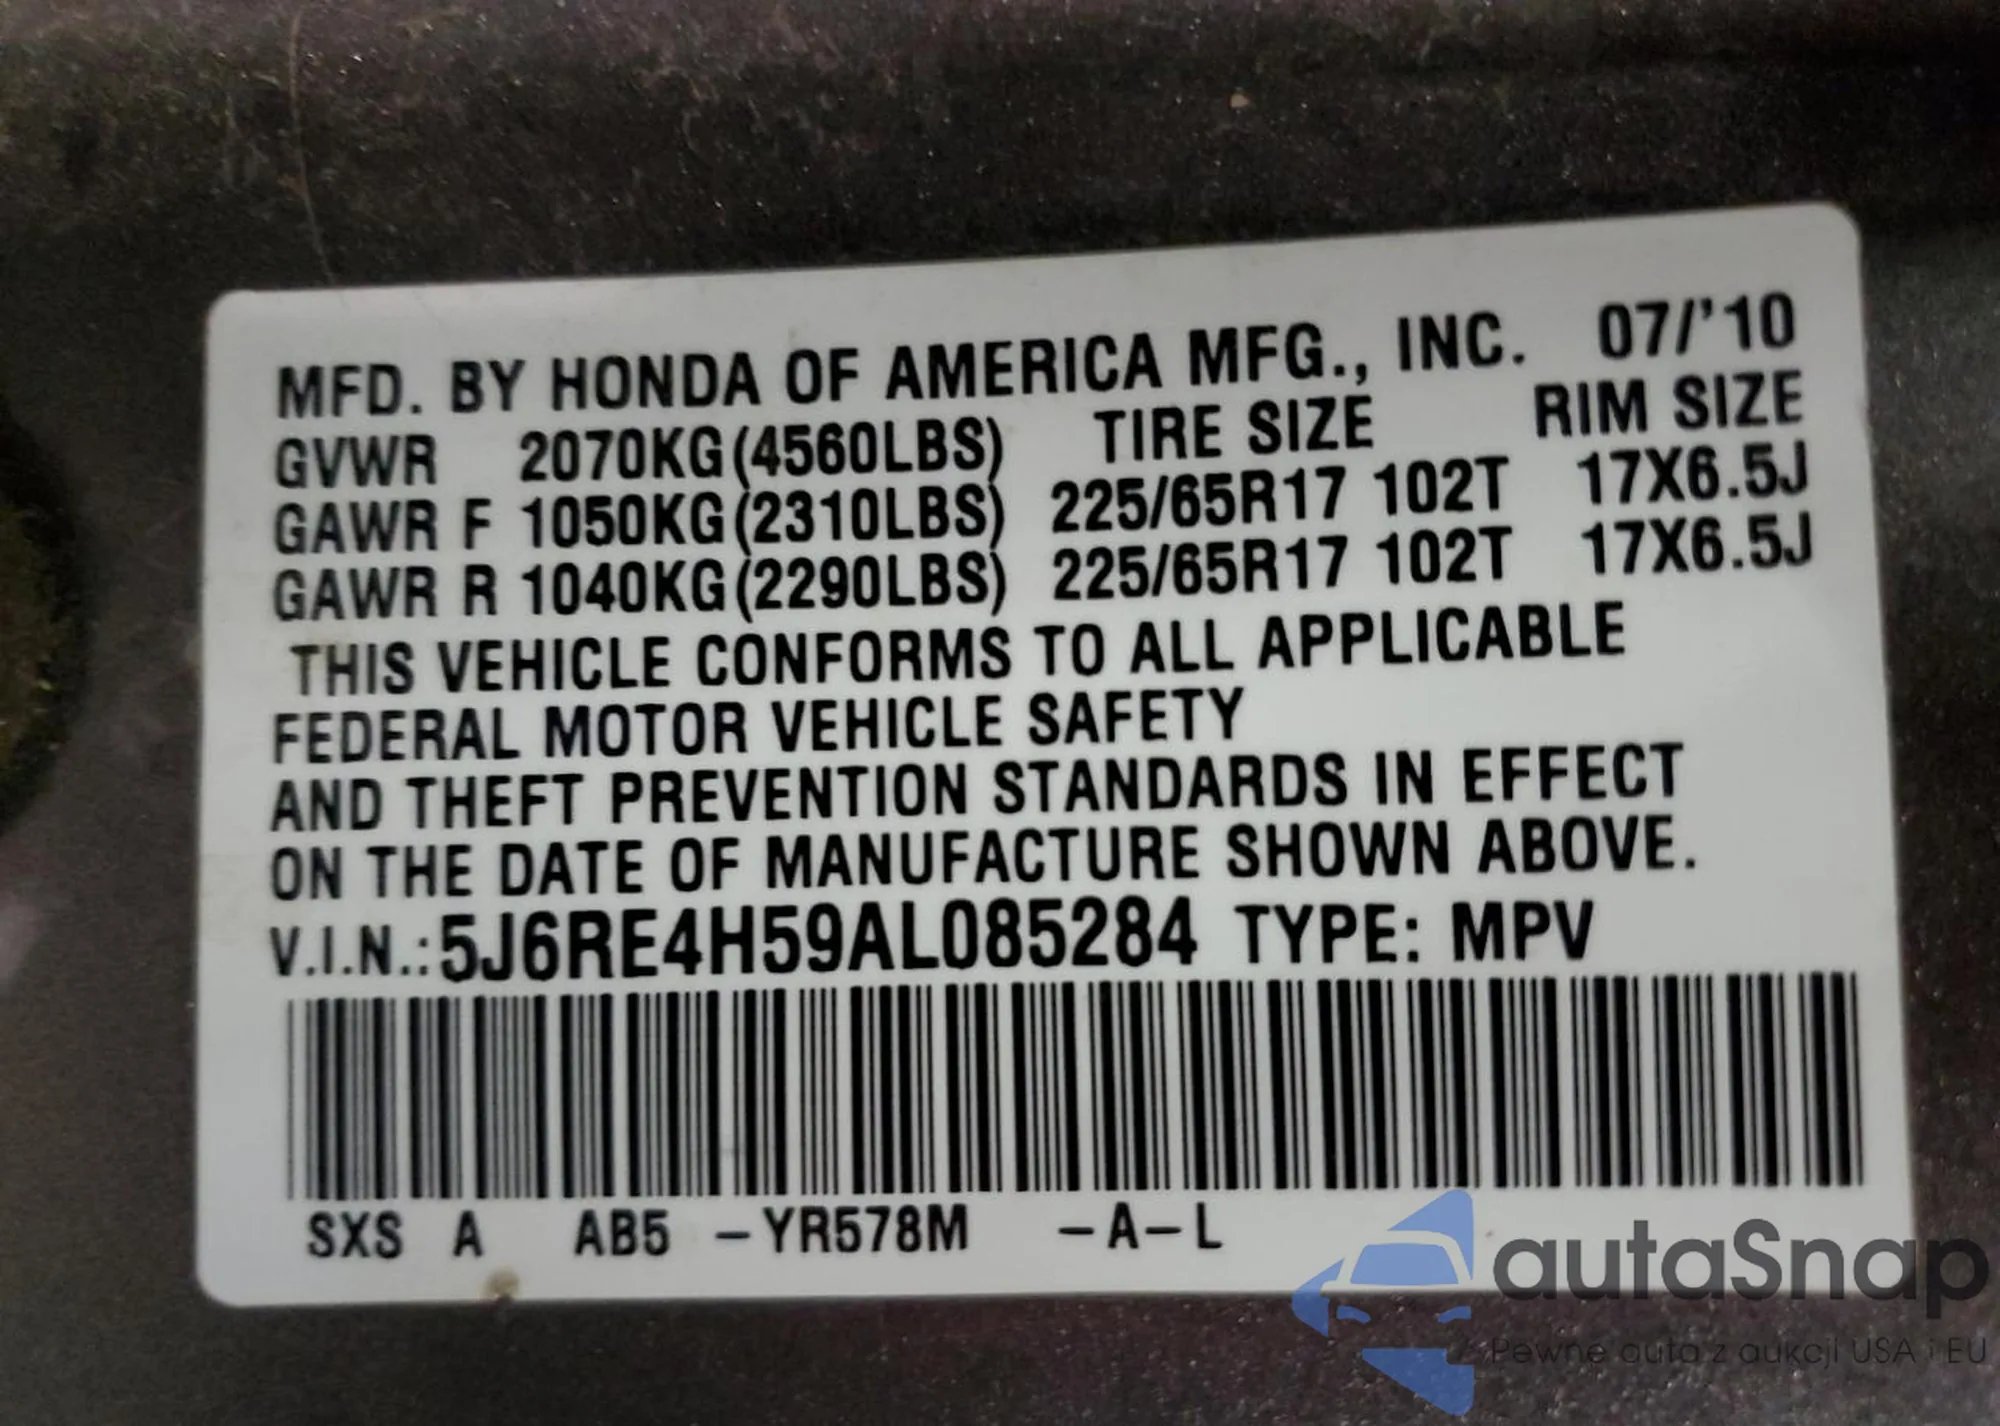 MFD. BY HONDA OF AMERICA MFG., INC. 07/'10
GVWR 2070KG(4560LBS) TIRE SIZE RIM SIZE
GAWR F 1050KG(2310LBS) 225/65R17 102T 17X6.5J
GAWR R 1040KG(2290LBS) 225/65R17 102T 17X6.5J
THIS VEHICLE CONFORMS TO ALL APPLICABLE
FEDERAL MOTOR VEHICLE SAFETY
AND THEFT PREVENTION STANDARDS IN EFFECT
ON THE DATE OF MANUFACTURE SHOWN ABOVE.
V.I.N.:5J6RE4H59AL085284 TYPE: MPV
SXS A AB5 -YR578M -A-L
autaSnap
Pewne auta z aukcji USA i EU